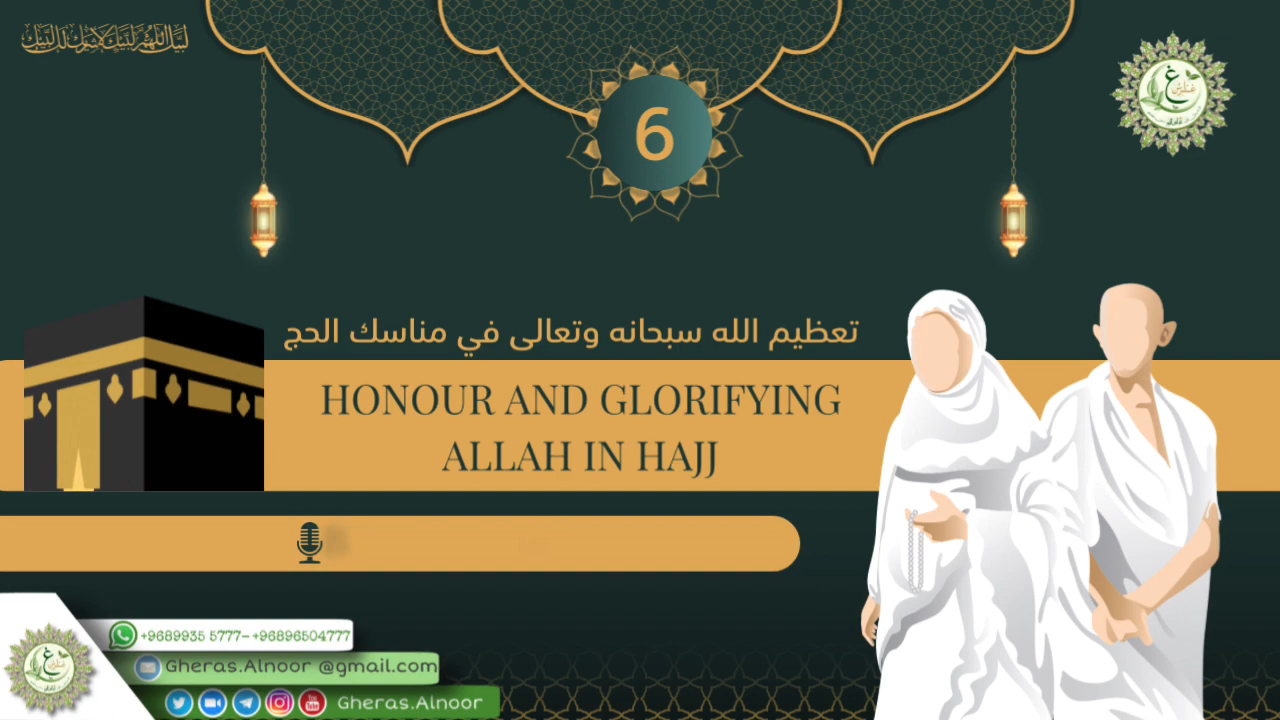 لبيك اللهم لبيك لا شريك لك لبيك
6
تعظيم الله سبحانه وتعالى في مناسك الحج
HONOUR AND GLORIFYING
ALLAH IN HAJJ
+9689935 5777-+96896504777
Gheras.Alnoor @gmail.com
Gheras.Alnoor